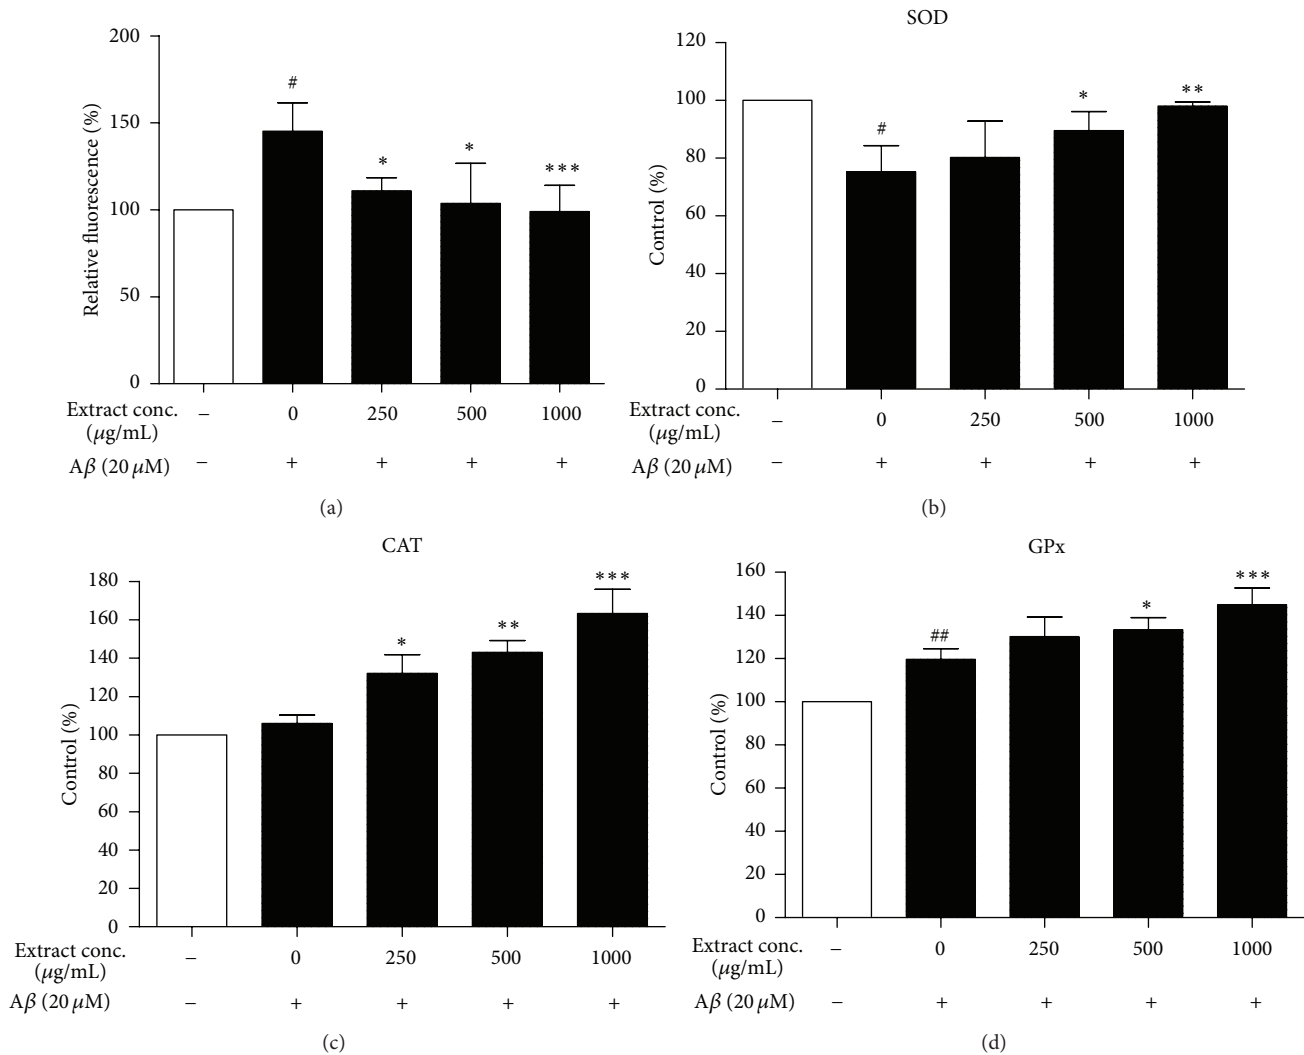 200
150
100
50
0
Relative fluorescence (%)
#
*
*
***
Extract conc.
(μg/mL)
– 0 250 500 1000
Aβ (20 μM) – + + + +
(a)
SOD
120
100
80
60
40
20
0
Control (%)
#
*
**
Extract conc.
(μg/mL)
– 0 250 500 1000
Aβ (20 μM) – + + + +
(b)
CAT
180
160
140
120
100
80
60
40
20
0
Control (%)
*
**
***
Extract conc.
(μg/mL)
– 0 250 500 1000
Aβ (20 μM) – + + + +
(c)
GPx
160
140
120
100
80
60
40
20
0
Control (%)
##
*
***
Extract conc.
(μg/mL)
– 0 250 500 1000
Aβ (20 μM) – + + + +
(d)